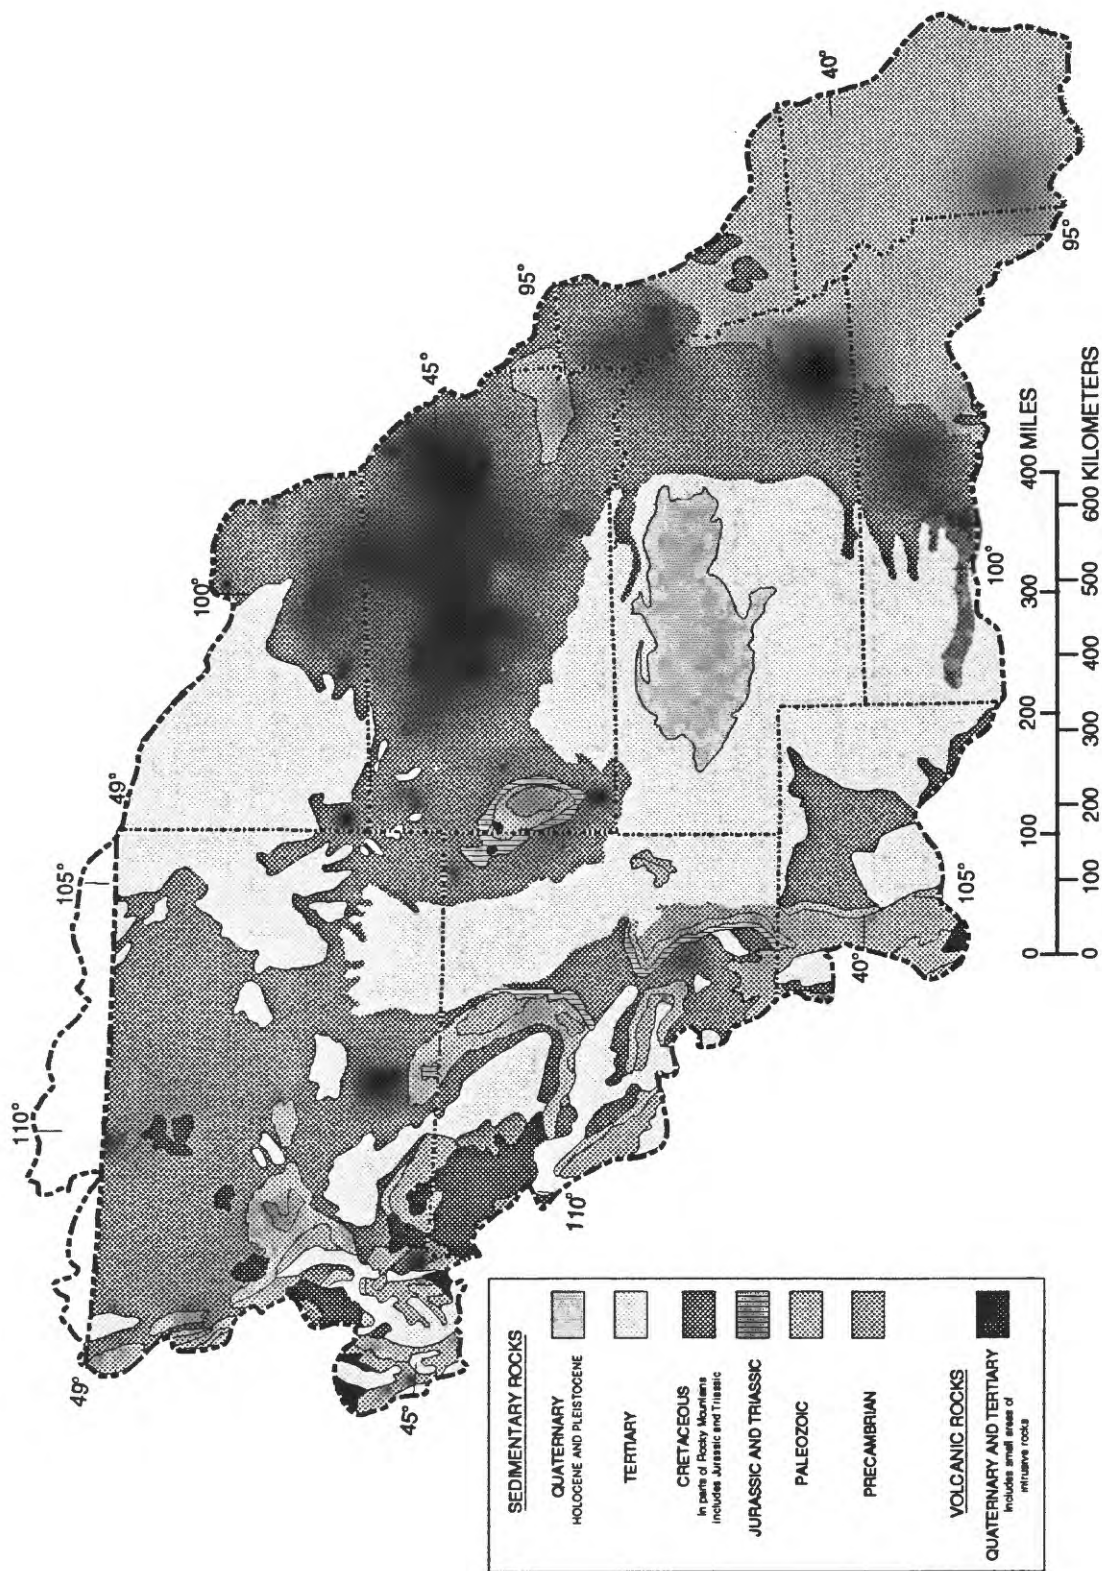 49°
110°
105°
49°
100°
45°
95°
40°
45°
110°
105°
40°
100°
95°
0 100 200 300 400 MILES
0 100 200 300 400 500 600 KILOMETERS
SEDIMENTARY ROCKS
QUATERNARY
HOLOCENE AND PLEISTOCENE
TERTIARY
CRETACEOUS
In parts of Rocky Mountains
includes Jurassic and Triassic
JURASSIC AND TRIASSIC
PALEOZOIC
PRECAMBRIAN
VOLCANIC ROCKS
QUATERNARY AND TERTIARY
Includes small areas of
intrusive rocks